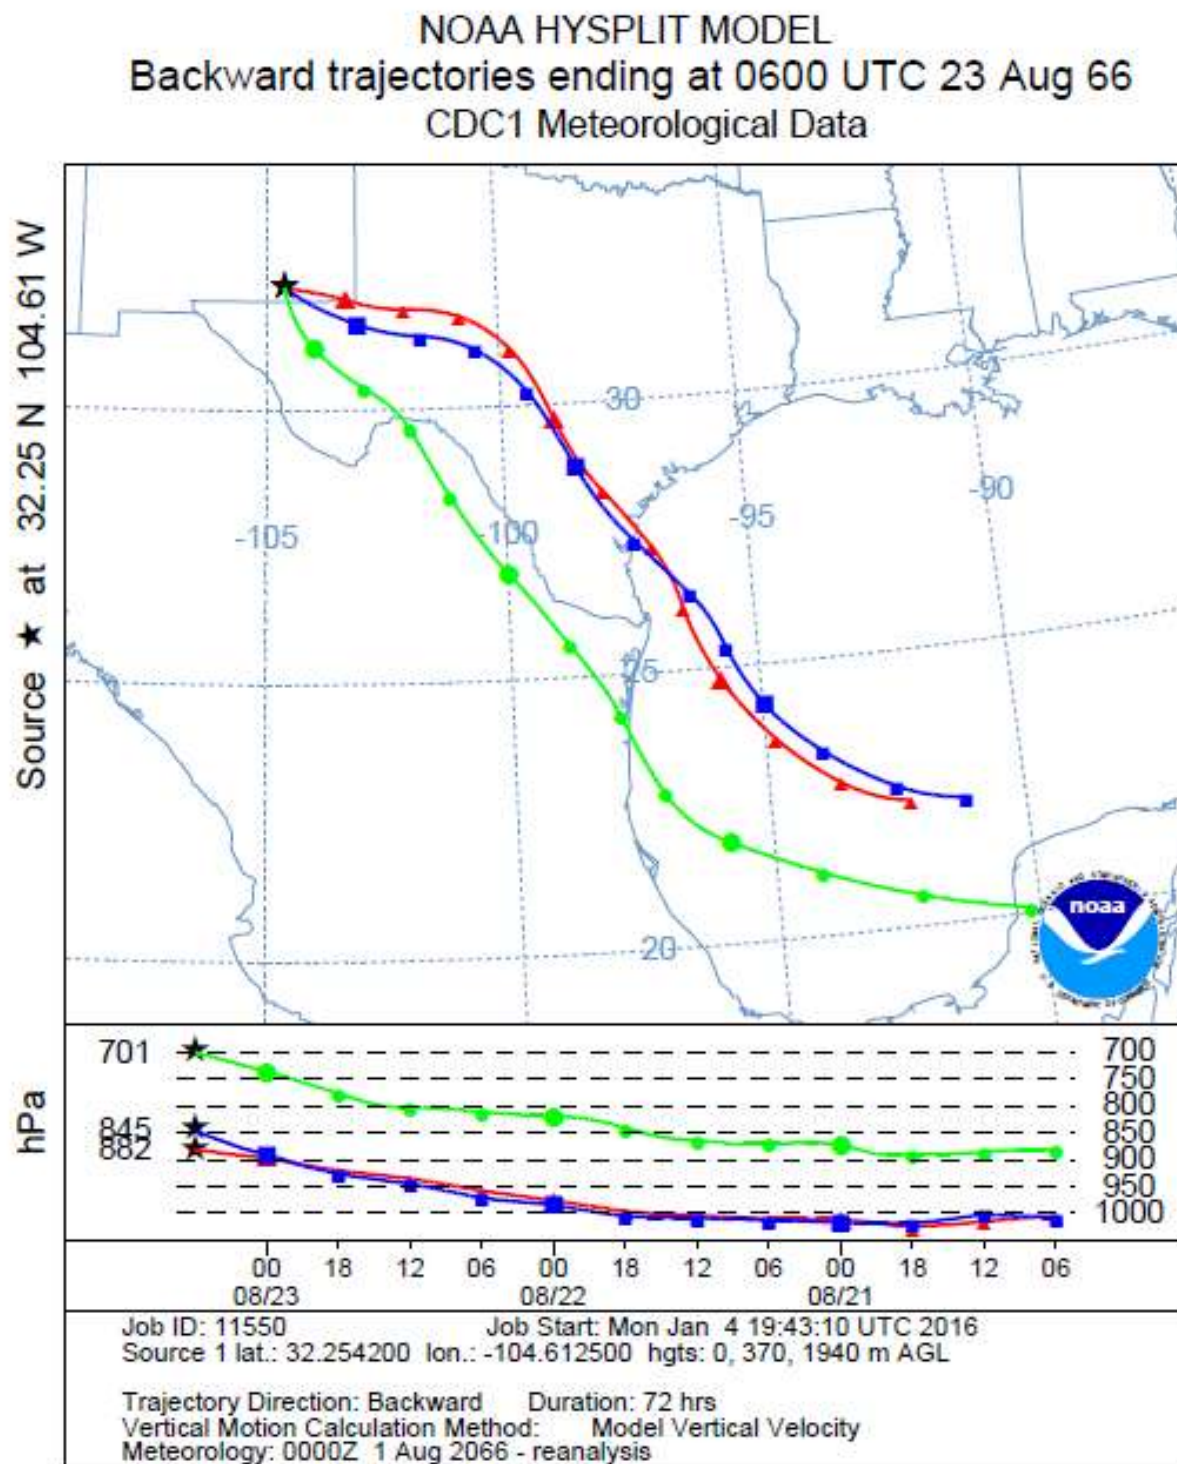 NOAA HYSPLIT MODEL
Backward trajectories ending at 0600 UTC 23 Aug 66
CDC1 Meteorological Data
Source ★ at 32.25 N 104.61 W
30
-105
-100
-95
-90
25
20
noaa
hPa
701
845
882
700
750
800
850
900
950
1000
00 18 12 06 00 18 12 06 00 18 12 06
08/23 08/22 08/21
Job ID: 11550 Job Start: Mon Jan 4 19:43:10 UTC 2016
Source 1 lat.: 32.254200 lon.: -104.612500 hgts: 0, 370, 1940 m AGL
Trajectory Direction: Backward Duration: 72 hrs
Vertical Motion Calculation Method: Model Vertical Velocity
Meteorology: 0000Z 1 Aug 2066 - reanalysis